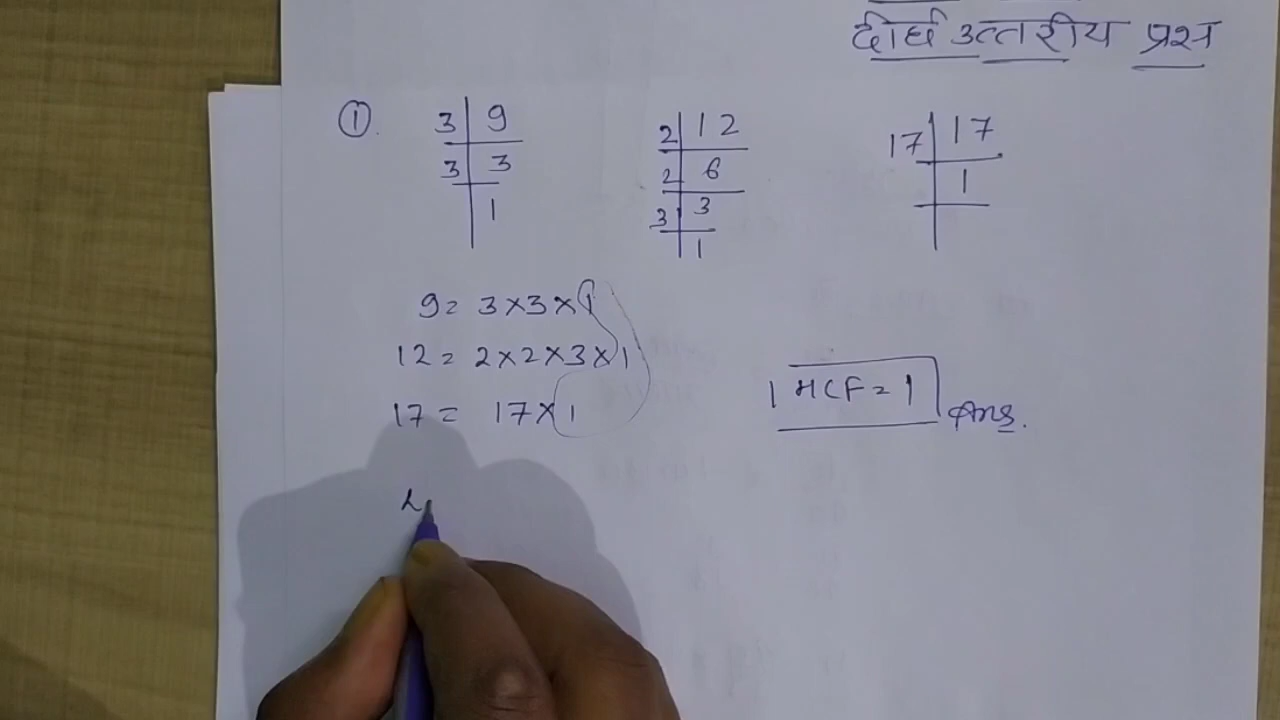 दीर्घ उत्तरीय प्रश्न
① 3 9 2 12 17 17
3 3 2 6 1
1 3 3
1
9 = 3×3×1
12 = 2×2×3×1
17 = 17×1
HCF = 1 Ans.
L